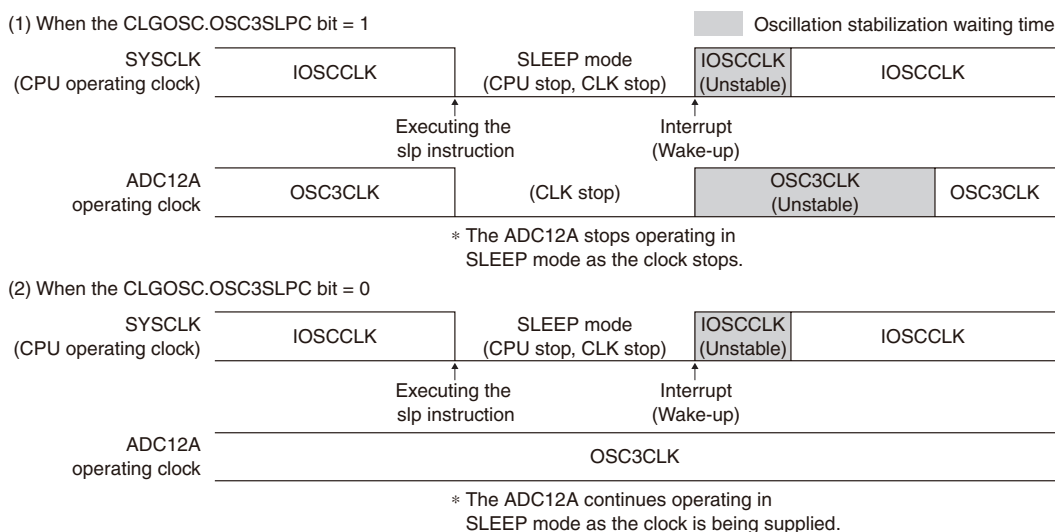 (1) When the CLGOSC.OSC3SLPC bit = 1
Oscillation stabilization waiting time
SYSCLK
(CPU operating clock)
IOSCCLK
SLEEP mode
(CPU stop, CLK stop)
IOSCCLK
(Unstable)
IOSCCLK
Executing the
slp instruction
Interrupt
(Wake-up)
ADC12A
operating clock
OSC3CLK
(CLK stop)
OSC3CLK
(Unstable)
OSC3CLK
* The ADC12A stops operating in
SLEEP mode as the clock stops.
(2) When the CLGOSC.OSC3SLPC bit = 0
SYSCLK
(CPU operating clock)
IOSCCLK
SLEEP mode
(CPU stop, CLK stop)
IOSCCLK
(Unstable)
IOSCCLK
Executing the
slp instruction
Interrupt
(Wake-up)
ADC12A
operating clock
OSC3CLK
* The ADC12A continues operating in
SLEEP mode as the clock is being supplied.